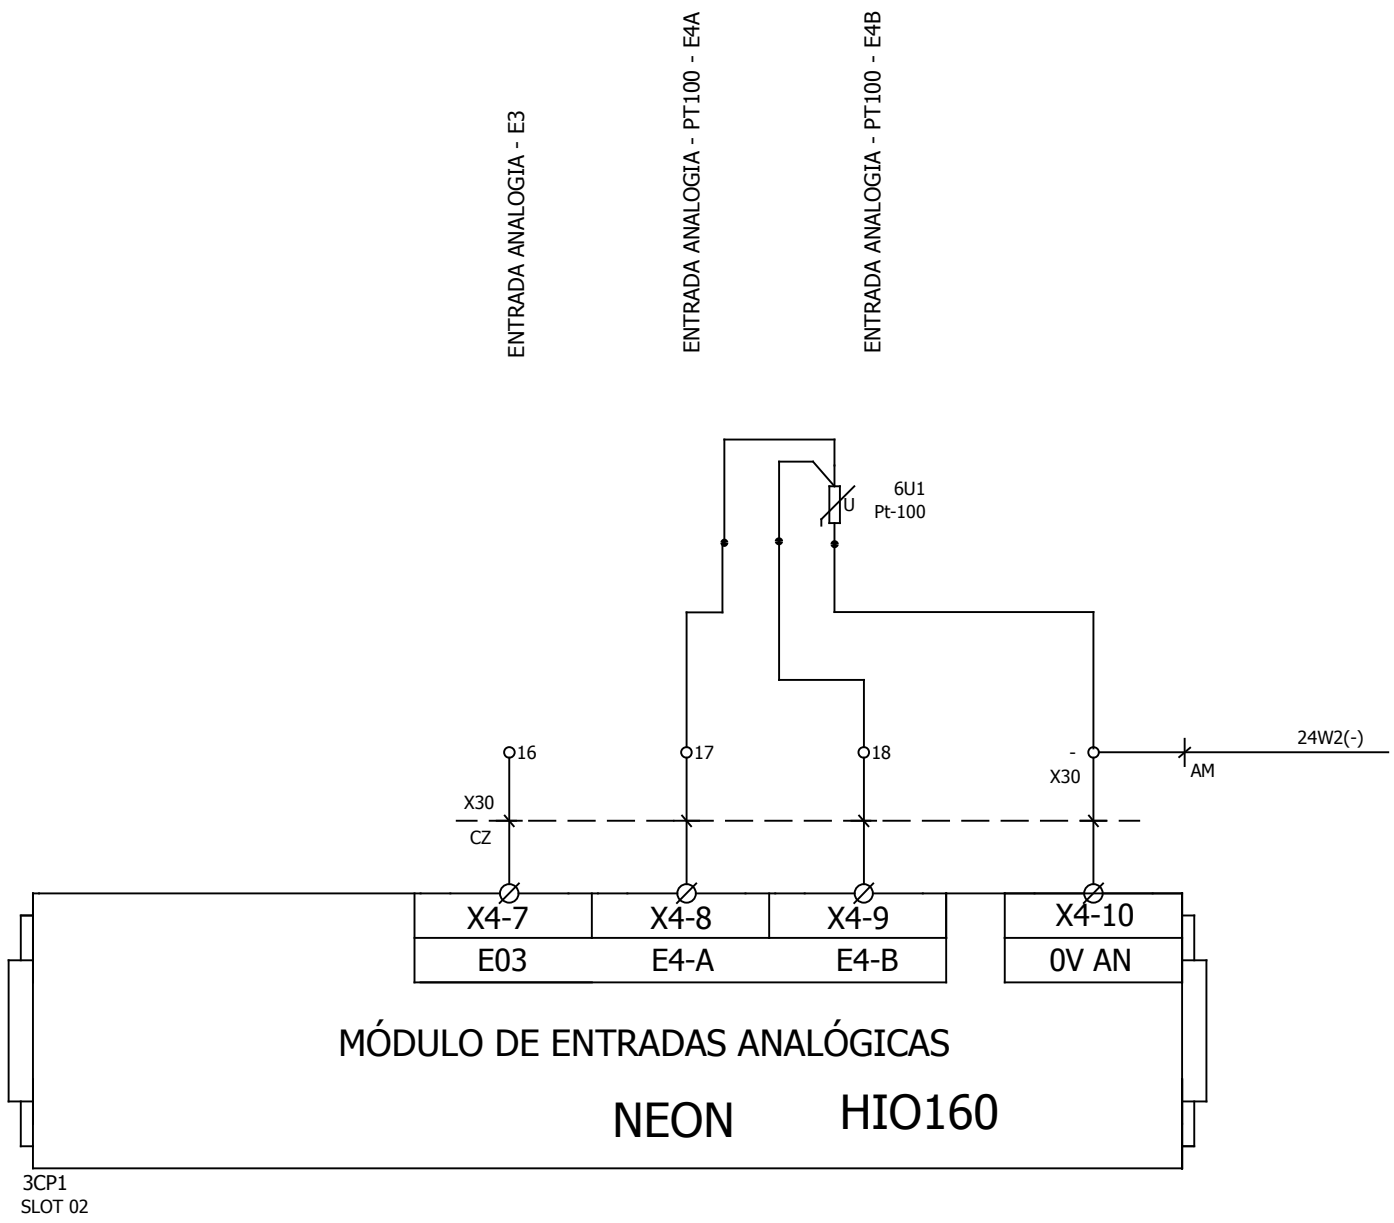 ENTRADA ANALOGIA - E3
ENTRADA ANALOGIA - PT100 - E4A
ENTRADA ANALOGIA - PT100 - E4B
6U1
U
Pt-100
24W2(-)
16
17
18
-
X30
AM
X30
CZ
X4-7
X4-8
X4-9
X4-10
E03
E4-A
E4-B
0V AN
MÓDULO DE ENTRADAS ANALÓGICAS
NEON
HIO160
3CP1
SLOT 02